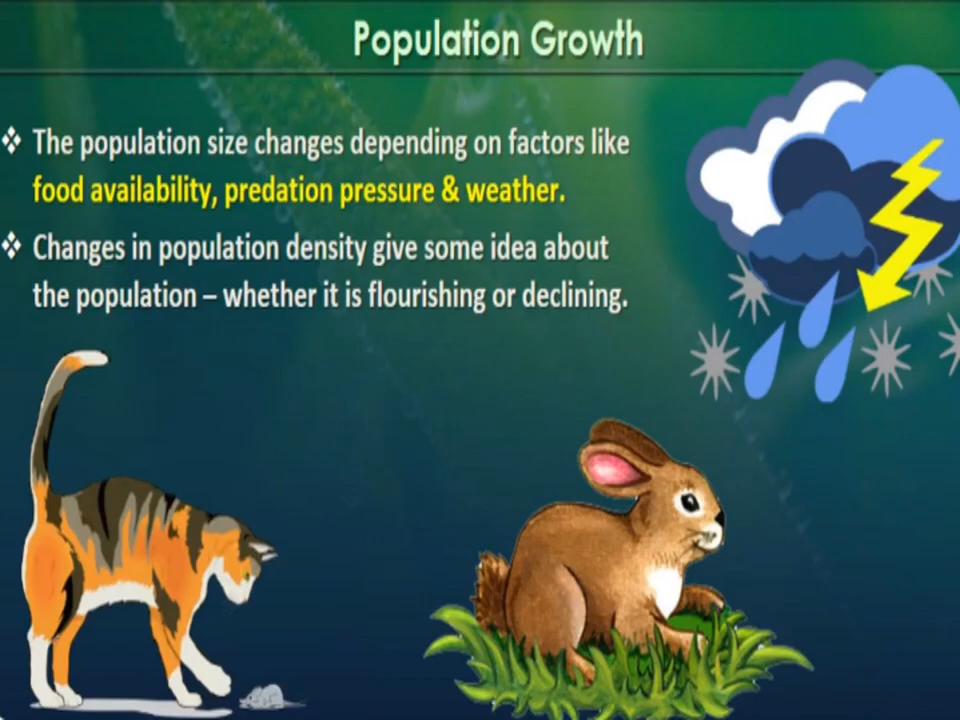 Population Growth
❖ The population size changes depending on factors like
food availability, predation pressure & weather.
❖ Changes in population density give some idea about
the population – whether it is flourishing or declining.